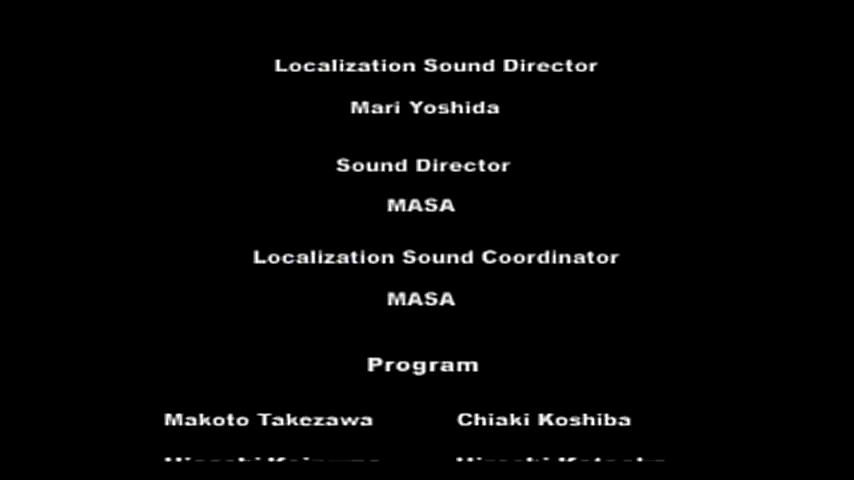 Localization Sound Director
Mari Yoshida
Sound Director
MASA
Localization Sound Coordinator
MASA
Program
Makoto Takezawa Chiaki Koshiba